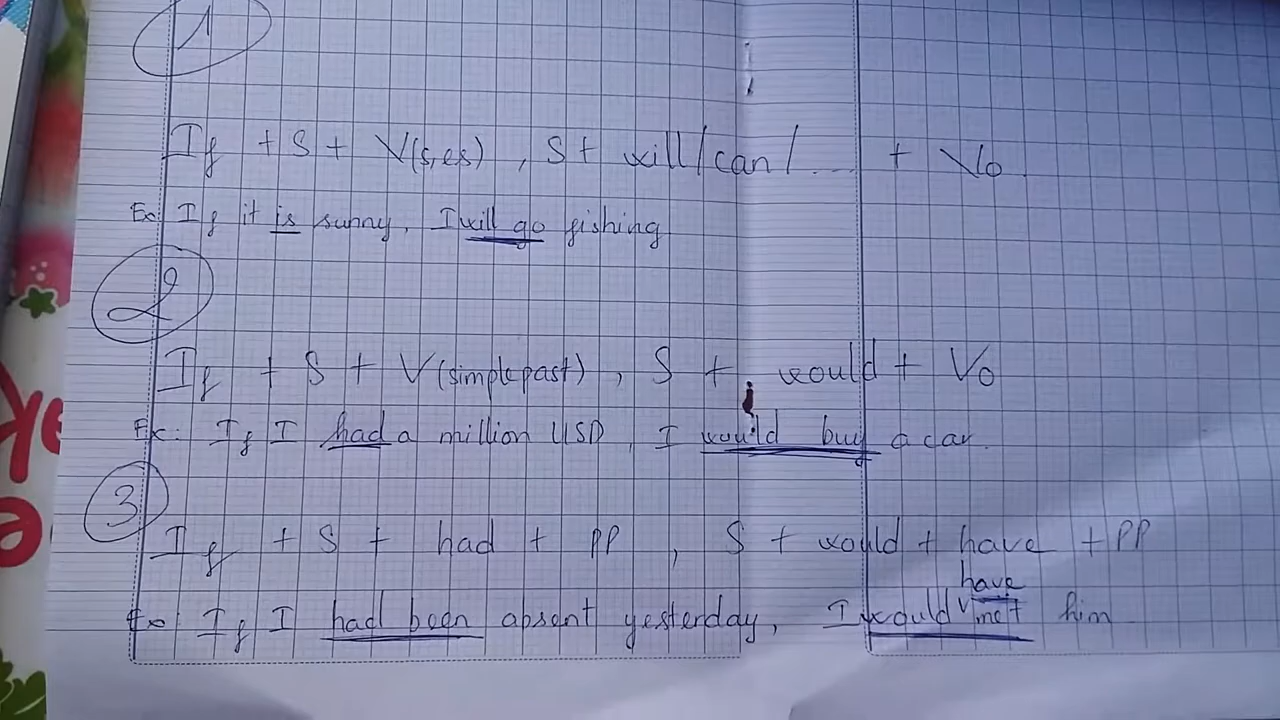 1
If + S + V(s,es) , S + will/can/.... + Vo
Ex: If it is sunny, I will go fishing
2
If + S + V(simple past) , S + would + Vo
Ex: If I had a million USD, I would buy a car.
3
If + S + had + PP , S + would + have + PP
have
Ex: If I had been absent yesterday, I would met him